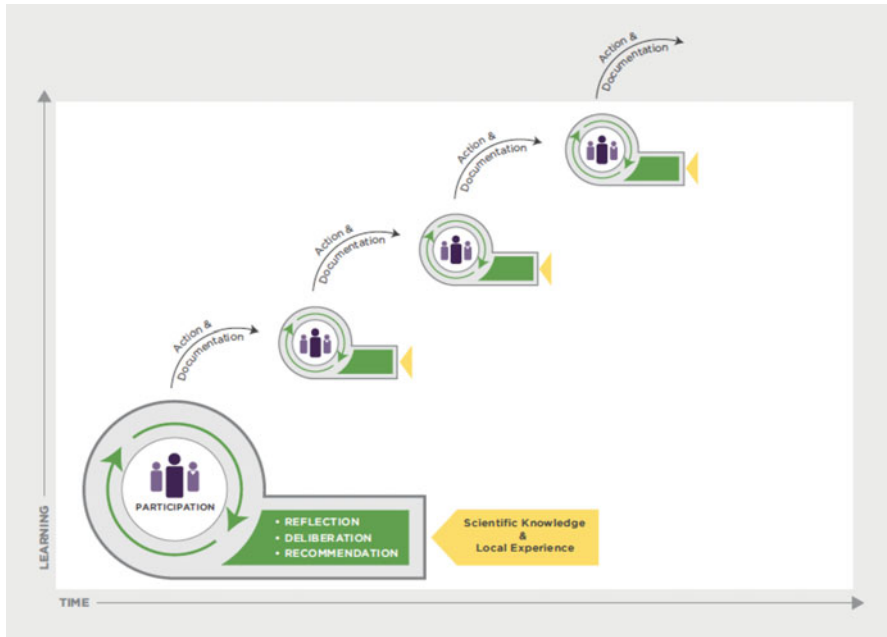 Action &
Documentation
Action &
Documentation
Action &
Documentation
Action &
Documentation
PARTICIPATION
• REFLECTION
• DELIBERATION
• RECOMMENDATION
Scientific Knowledge
&
Local Experience
LEARNING
TIME